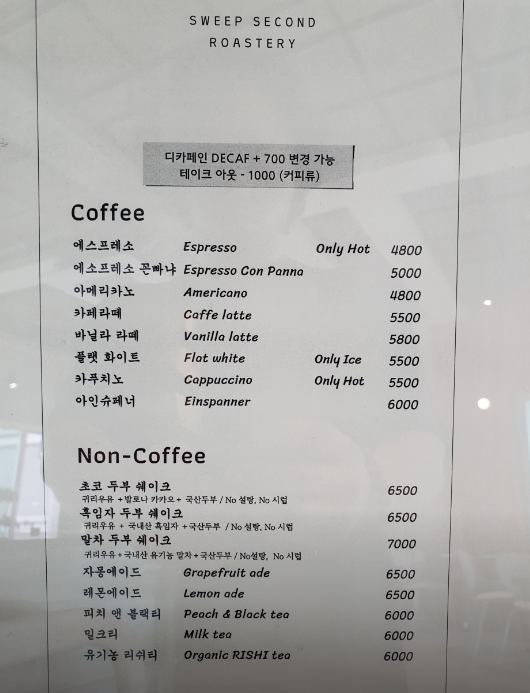 SWEEP SECOND
ROASTERY
디카페인 DECAF + 700 변경 가능
테이크 아웃 - 1000 (커피류)
Coffee
에스프레소 Espresso Only Hot 4800
에소프레소 꼰빠냐 Espresso Con Panna 5000
아메리카노 Americano 4800
카페라떼 Caffe latte 5500
바닐라 라떼 Vanilla latte 5800
플랫 화이트 Flat white Only Ice 5500
카푸치노 Cappuccino Only Hot 5500
아인슈페너 Einspanner 6000
Non-Coffee
초코 두부 쉐이크 6500
귀리우유 + 발로나 카카오 + 국산두부 / No 설탕, No 시럽
흑임자 두부 쉐이크 6500
귀리우유 + 국내산 흑임자 + 국산두부 / No 설탕, No 시럽
말차 두부 쉐이크 7000
귀리우유 + 국내산 유기농 말차 + 국산두부 / No설탕, No 시럽
자몽에이드 Grapefruit ade 6500
레몬에이드 Lemon ade 6500
피치 앤 블랙티 Peach & Black tea 6000
밀크티 Milk tea 6000
유기농 리쉬티 Organic RISHI tea 6000